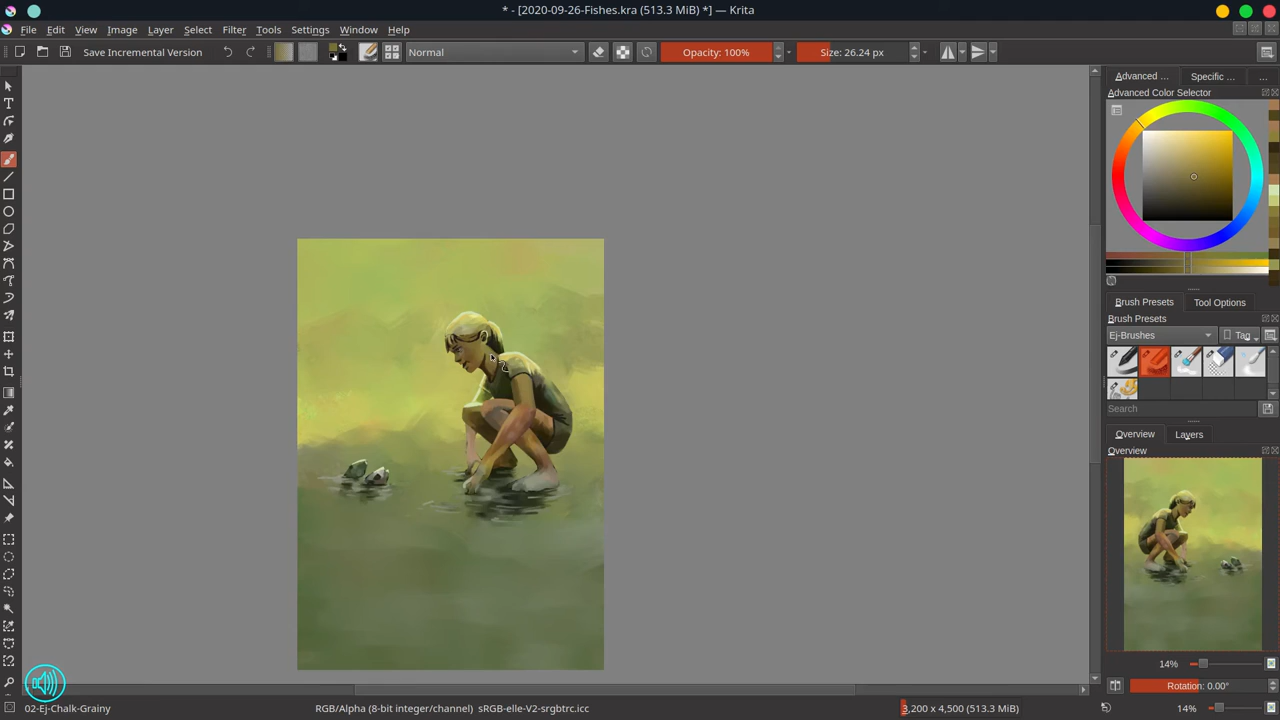 * - [2020-09-26-Fishes.kra (513.3 MiB) *] — Krita
File Edit View Image Layer Select Filter Tools Settings Window Help
Save Incremental Version Normal Opacity: 100% Size: 26.24 px
Advanced ... Specific ... ...
Advanced Color Selector
Brush Presets Tool Options
Brush Presets
Ej-Brushes Tag
Search
Overview Layers
Overview
14%
Rotation: 0.00°
02-Ej-Chalk-Grainy RGB/Alpha (8-bit integer/channel) sRGB-elle-V2-srgbtrc.icc 3,200 x 4,500 (513.3 MiB) 14%